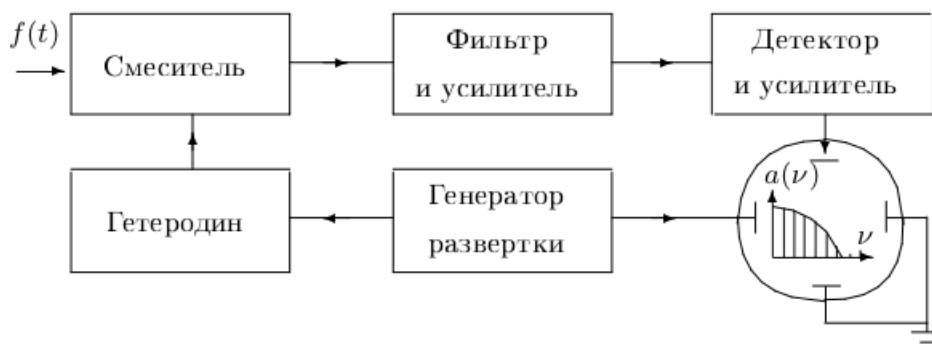 f(t)
Смеситель
Фильтр
и усилитель
Детектор
и усилитель
Гетеродин
Генератор
развертки
a(ν)
ν